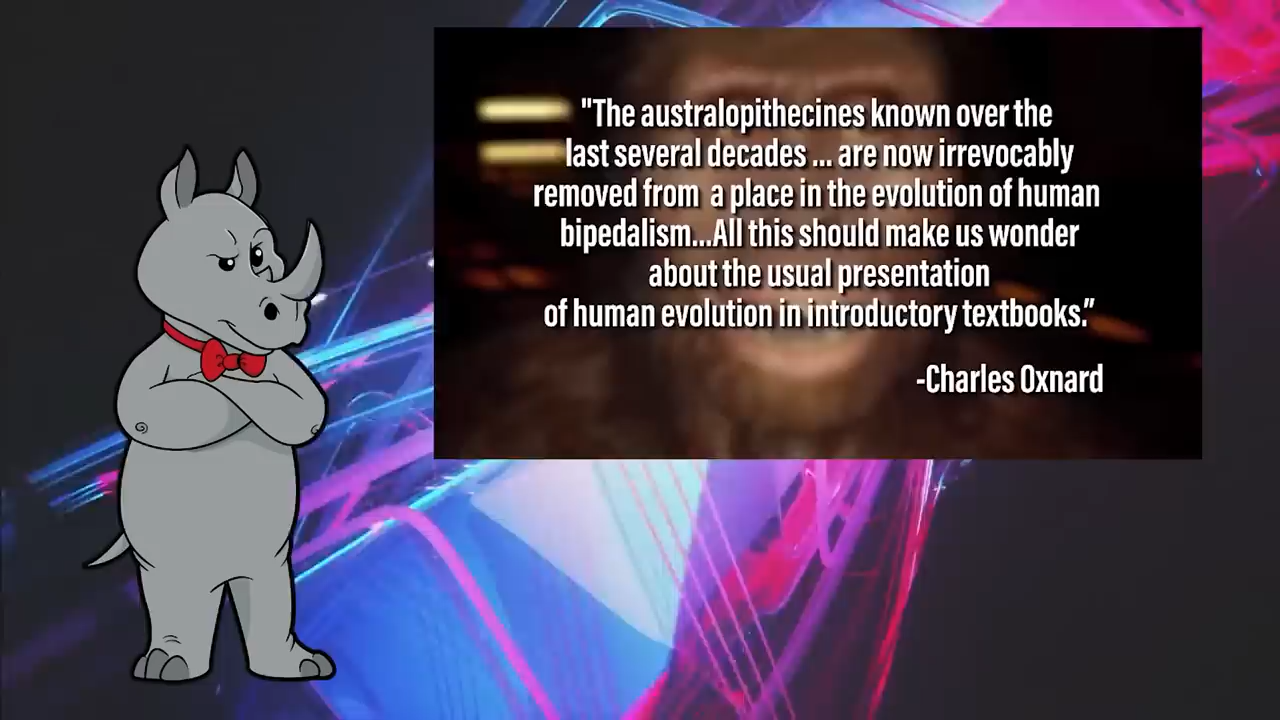 "The australopithecines known over the
last several decades ... are now irrevocably
removed from a place in the evolution of human
bipedalism...All this should make us wonder
about the usual presentation
of human evolution in introductory textbooks.”
-Charles Oxnard